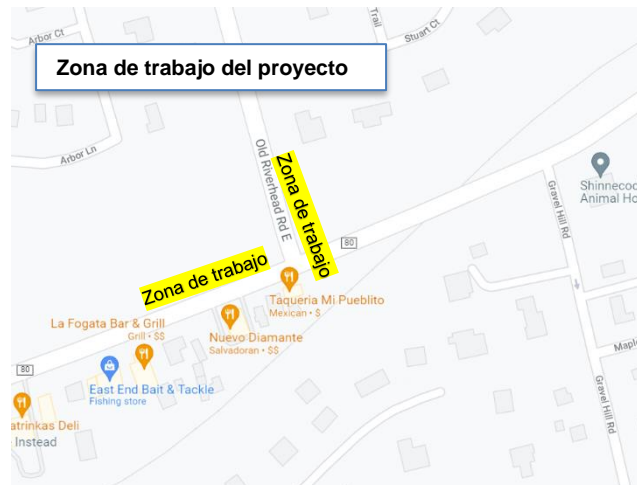 Arbor Ct
Trail
Stuart Ct
Zona de trabajo del proyecto
Arbor Ln
Old Riverhead Rd E
Zona de trabajo
Shinnecoc
Animal Ho
Gravel Hill Rd
80
Zona de trabajo
Taqueria Mi Pueblito
Mexican • $
La Fogata Bar & Grill
Grill • $$
Nuevo Diamante
Salvadoran • $$
Maple
80
East End Bait & Tackle
Fishing store
Gravel Hill Rd
atrinkas Deli
Instead